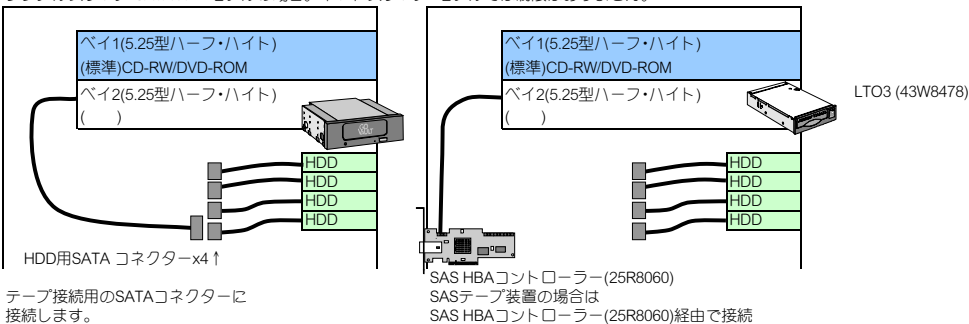 ベイ1(5.25型ハーフ・ハイト)
(標準)CD-RW/DVD-ROM
ベイ2(5.25型ハーフ・ハイト)
(　　)
HDD
HDD
HDD
HDD
HDD用SATA コネクターx4↑
テープ接続用のSATAコネクターに
接続します。
ベイ1(5.25型ハーフ・ハイト)
(標準)CD-RW/DVD-ROM
ベイ2(5.25型ハーフ・ハイト)
(　　)
LTO3 (43W8478)
HDD
HDD
HDD
HDD
SAS HBAコントローラー(25R8060)
SASテープ装置の場合は
SAS HBAコントローラー(25R8060)経由で接続